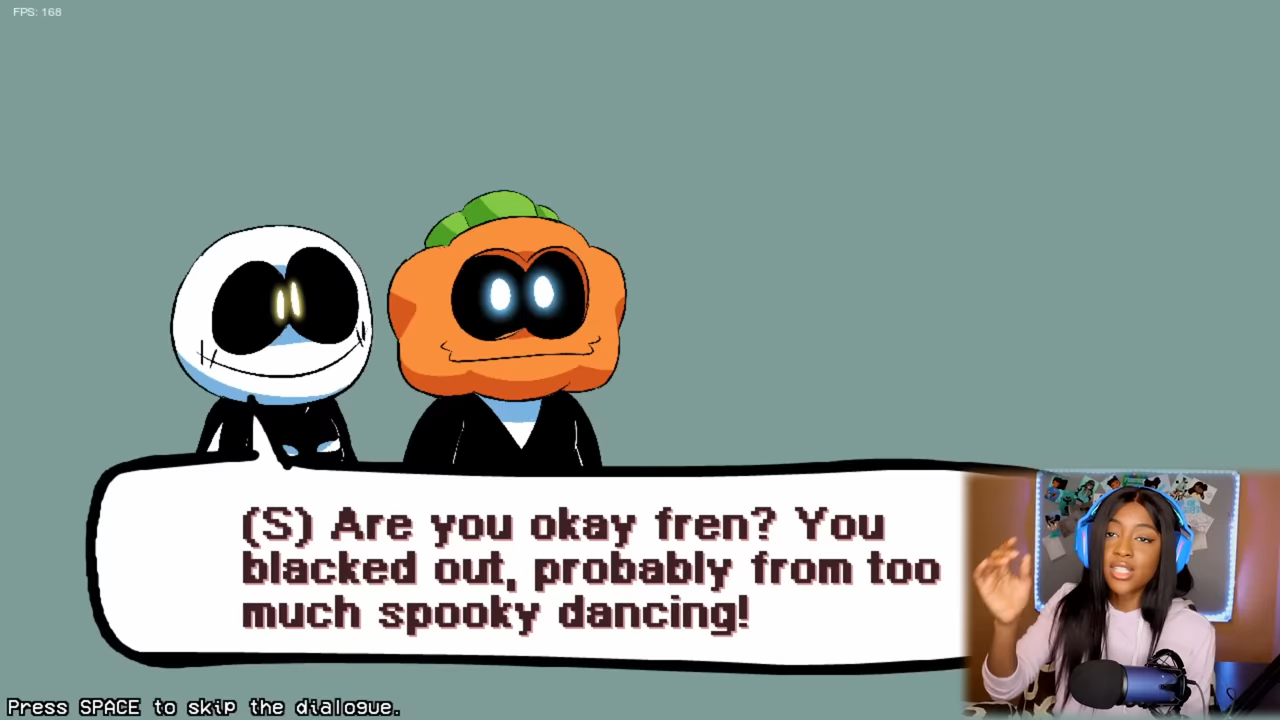 FPS: 168
(S) Are you okay fren? You
blacked out, probably from too
much spooky dancing!
Press SPACE to skip the dialogue.